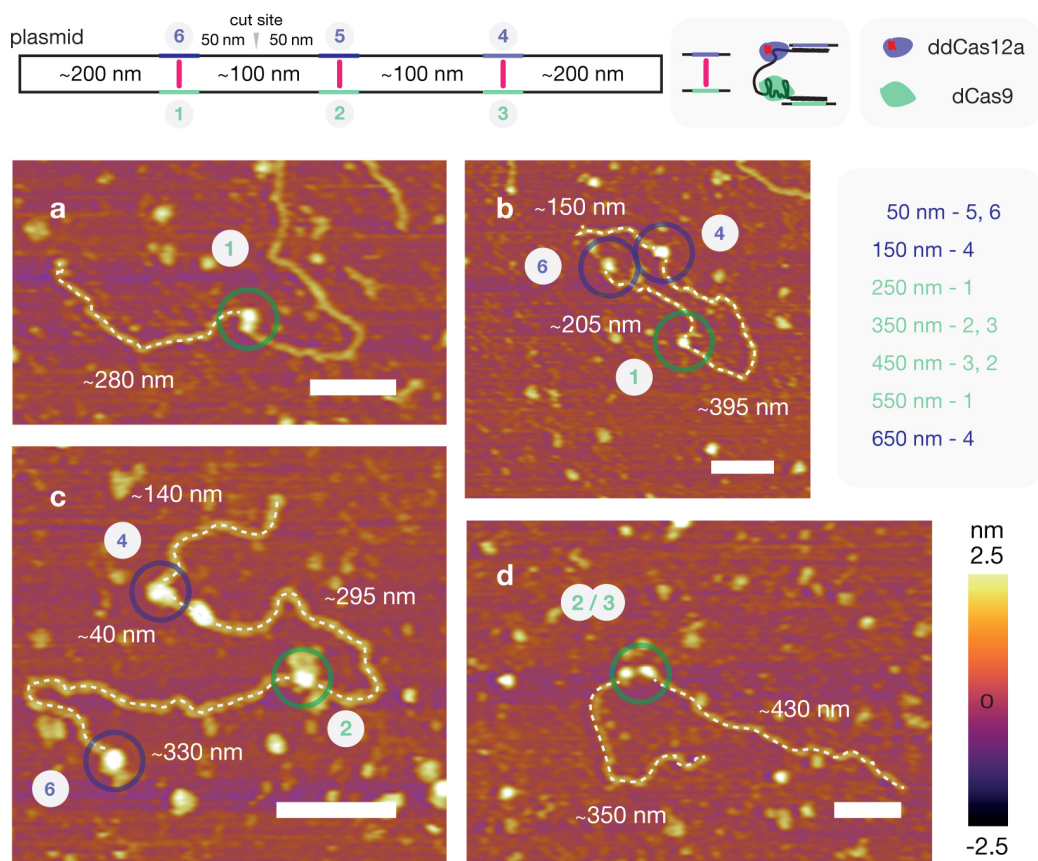 cut site
plasmid
6 50 nm 50 nm 5 4
~200 nm ~100 nm ~100 nm ~200 nm
1 2 3
ddCas12a
dCas9
a
1
~280 nm
b
~150 nm
4
6
~205 nm
1
~395 nm
50 nm - 5, 6
150 nm - 4
250 nm - 1
350 nm - 2, 3
450 nm - 3, 2
550 nm - 1
650 nm - 4
c
~140 nm
4
~295 nm
~40 nm
2
~330 nm
6
d
2 / 3
~430 nm
~350 nm
nm
2.5
0
-2.5